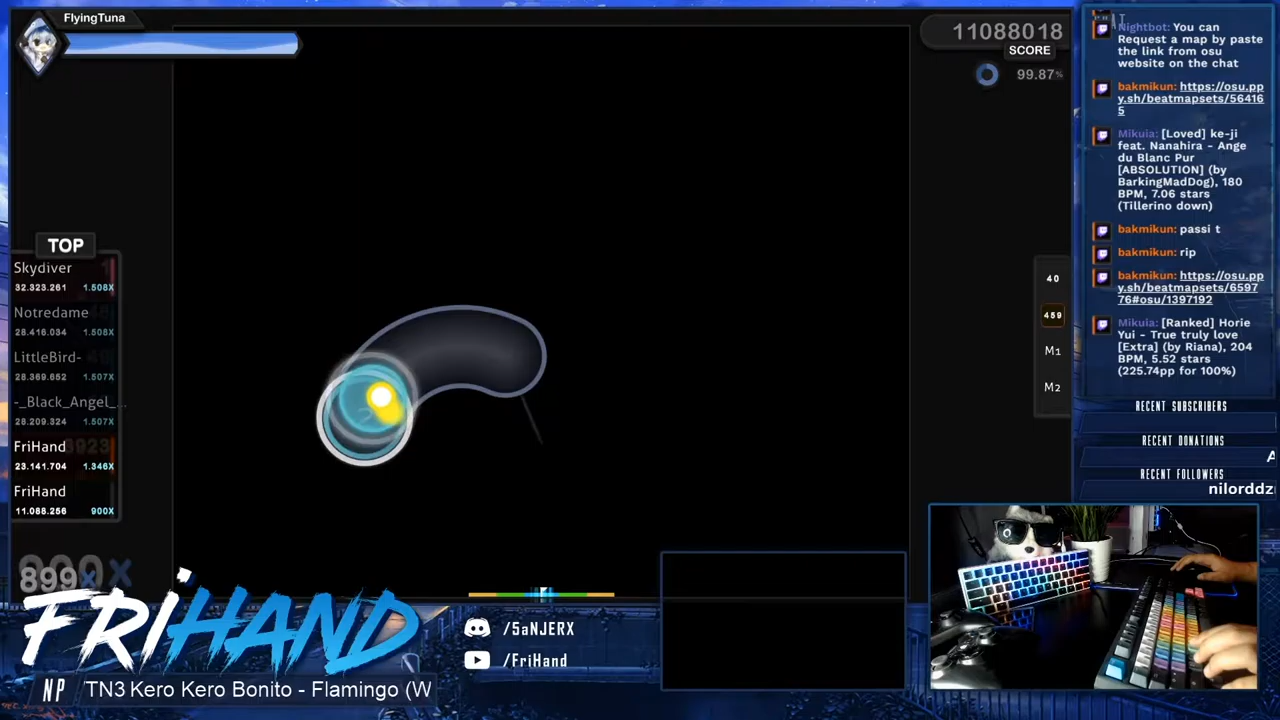 FlyingTuna
11088018
SCORE
99.87%
TOP
Skydiver
32.323.261 1.508X
Notredame
28.416.034 1.508X
LittleBird-
28.369.652 1.507X
-_Black_Angel_...
28.209.324 1.507X
FriHand
23.141.704 1.346X
FriHand
11.088.256 900X
899x
40
459
M1
M2
FRIHAND
NP TN3 Kero Kero Bonito - Flamingo (W
/5aNJERX
/FriHand
Nightbot: You can
Request a map by paste
the link from osu
website on the chat
bakmikun: https://osu.pp
y.sh/beatmapsets/56416
5
Mikuia: [Loved] ke-ji
feat. Nanahira - Ange
du Blanc Pur
[ABSOLUTION] (by
BarkingMadDog), 180
BPM, 7.06 stars
(Tillerino down)
bakmikun: passi t
bakmikun: rip
bakmikun: https://osu.pp
y.sh/beatmapsets/6597
76#osu/1397192
Mikuia: [Ranked] Horie
Yui - True truly love
[Extra] (by Riana), 204
BPM, 5.52 stars
(225.74pp for 100%)
RECENT SUBSCRIBERS
RECENT DONATIONS
A
RECENT FOLLOWERS
nilorddz